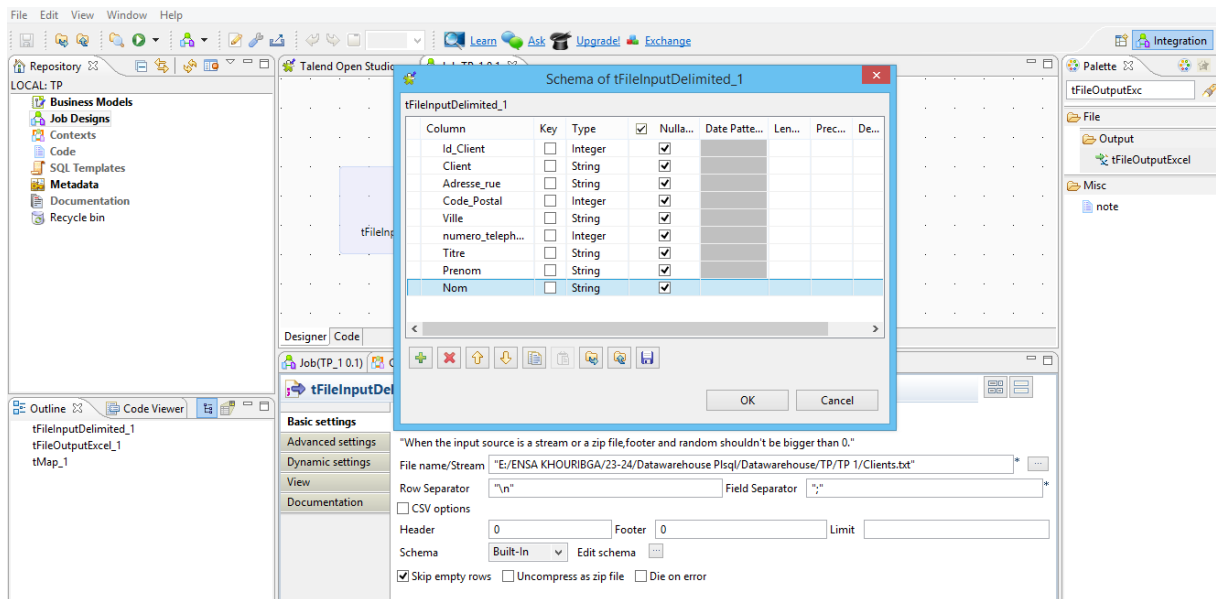 File Edit View Window Help
Learn Ask Upgrade! Exchange Integration
Repository
LOCAL: TP
Business Models
Job Designs
Contexts
Code
SQL Templates
Metadata
Documentation
Recycle bin
Talend Open Studio
tFileInp
Designer Code
Schema of tFileInputDelimited_1
tFileInputDelimited_1
Column Key Type Nulla... Date Patte... Len... Prec... De...
Id_Client Integer
Client String
Adresse_rue String
Code_Postal Integer
Ville String
numero_teleph... Integer
Titre String
Prenom String
Nom String
OK Cancel
Palette
tFileOutputExc
File
Output
tFileOutputExcel
Misc
note
Outline Code Viewer
tFileInputDelimited_1
tFileOutputExcel_1
tMap_1
Job(TP_1 0.1)
tFileInputDel
Basic settings
Advanced settings
Dynamic settings
View
Documentation
"When the input source is a stream or a zip file,footer and random shouldn't be bigger than 0."
File name/Stream "E:/ENSA KHOURIBGA/23-24/Datawarehouse Plsql/Datawarehouse/TP/TP 1/Clients.txt" * ...
Row Separator "\n" Field Separator ";" *
CSV options
Header 0 Footer 0 Limit
Schema Built-In Edit schema ...
Skip empty rows Uncompress as zip file Die on error